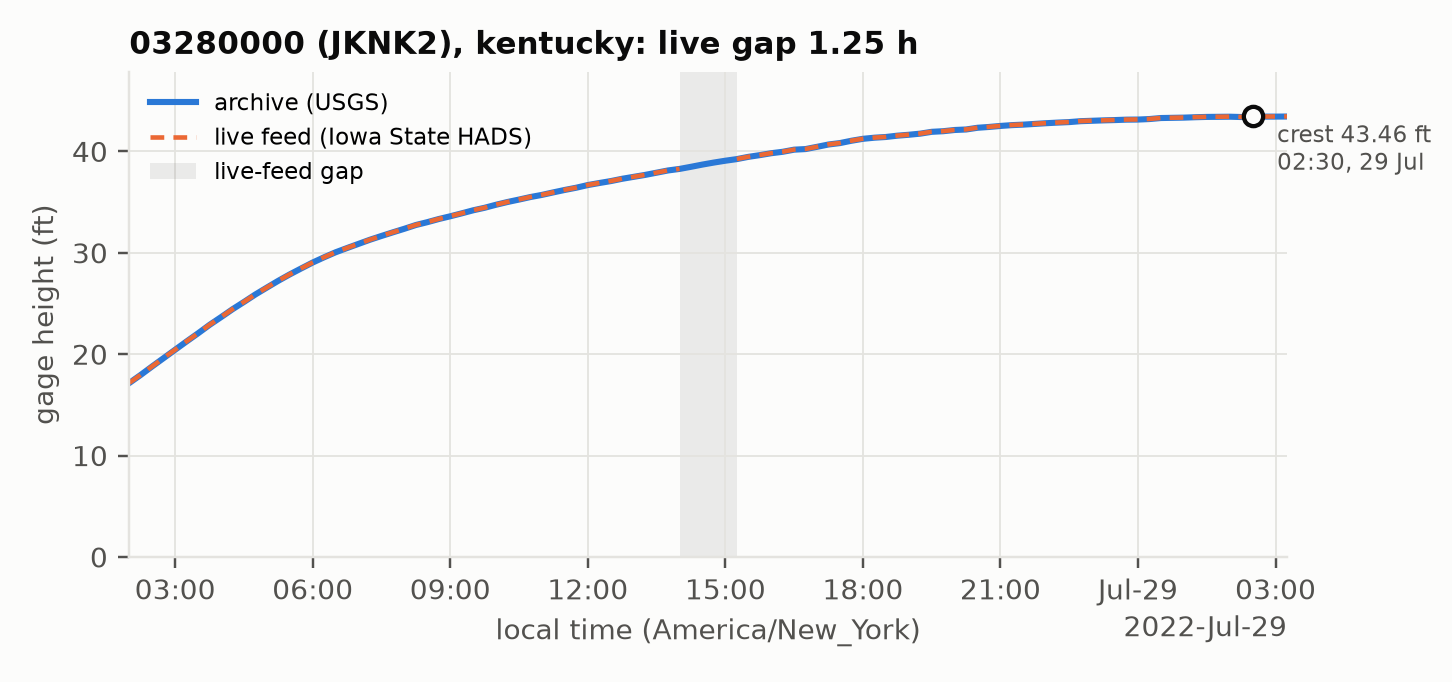 03280000 (JKNK2), kentucky: live gap 1.25 h
archive (USGS)
live feed (Iowa State HADS)
live-feed gap
crest 43.46 ft
02:30, 29 Jul
gage height (ft)
40
30
20
10
0
03:00 06:00 09:00 12:00 15:00 18:00 21:00 Jul-29 03:00
local time (America/New_York)
2022-Jul-29